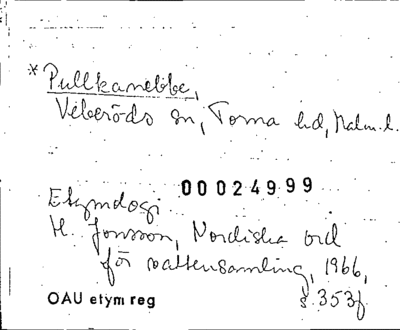 * Pullkanebbe,
Veberöds sn, Torna hd, Malm. l.
00024999
Etymologi
H. Jonsson, Nordiska ord
för vattensamling, 1966,
s. 353f
OAU etym reg